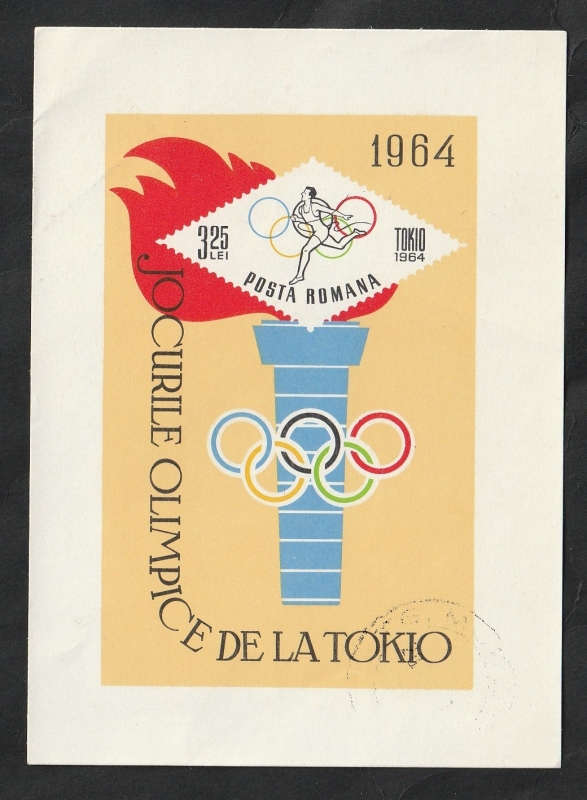 1964
3.25
LEI
TOKIO
1964
POSTA ROMANA
JOCURILE OLIMPICE DE LA TOKIO